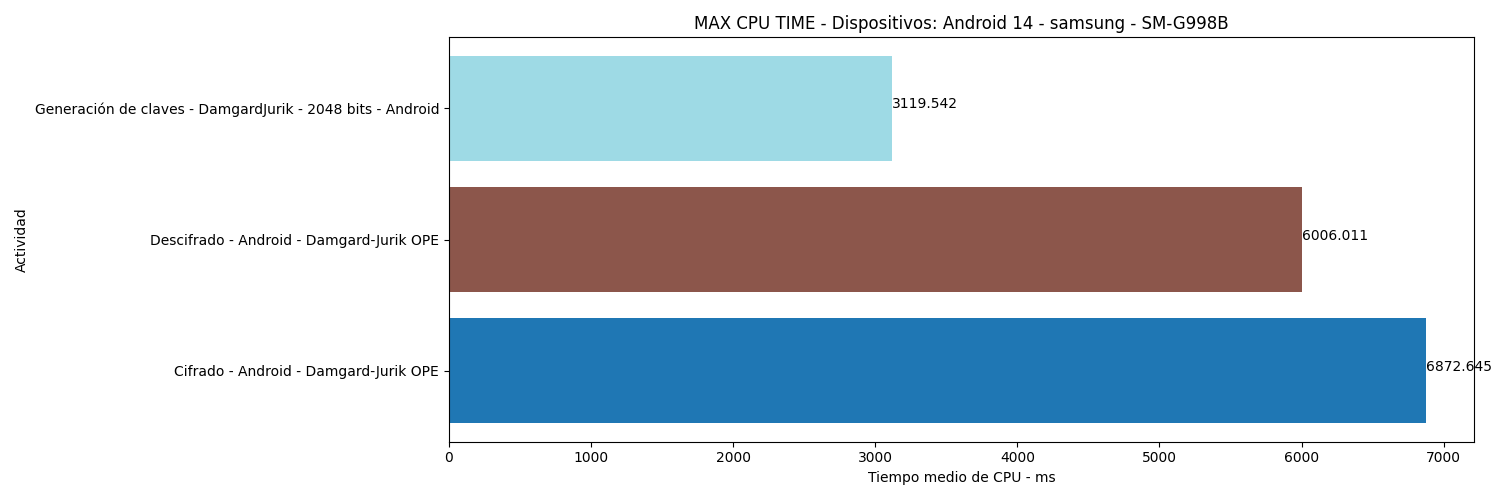 MAX CPU TIME - Dispositivos: Android 14 - samsung - SM-G998B
Actividad
Generación de claves - DamgardJurik - 2048 bits - Android
3119.542
Descifrado - Android - Damgard-Jurik OPE
6006.011
Cifrado - Android - Damgard-Jurik OPE
6872.645
0 1000 2000 3000 4000 5000 6000 7000
Tiempo medio de CPU - ms